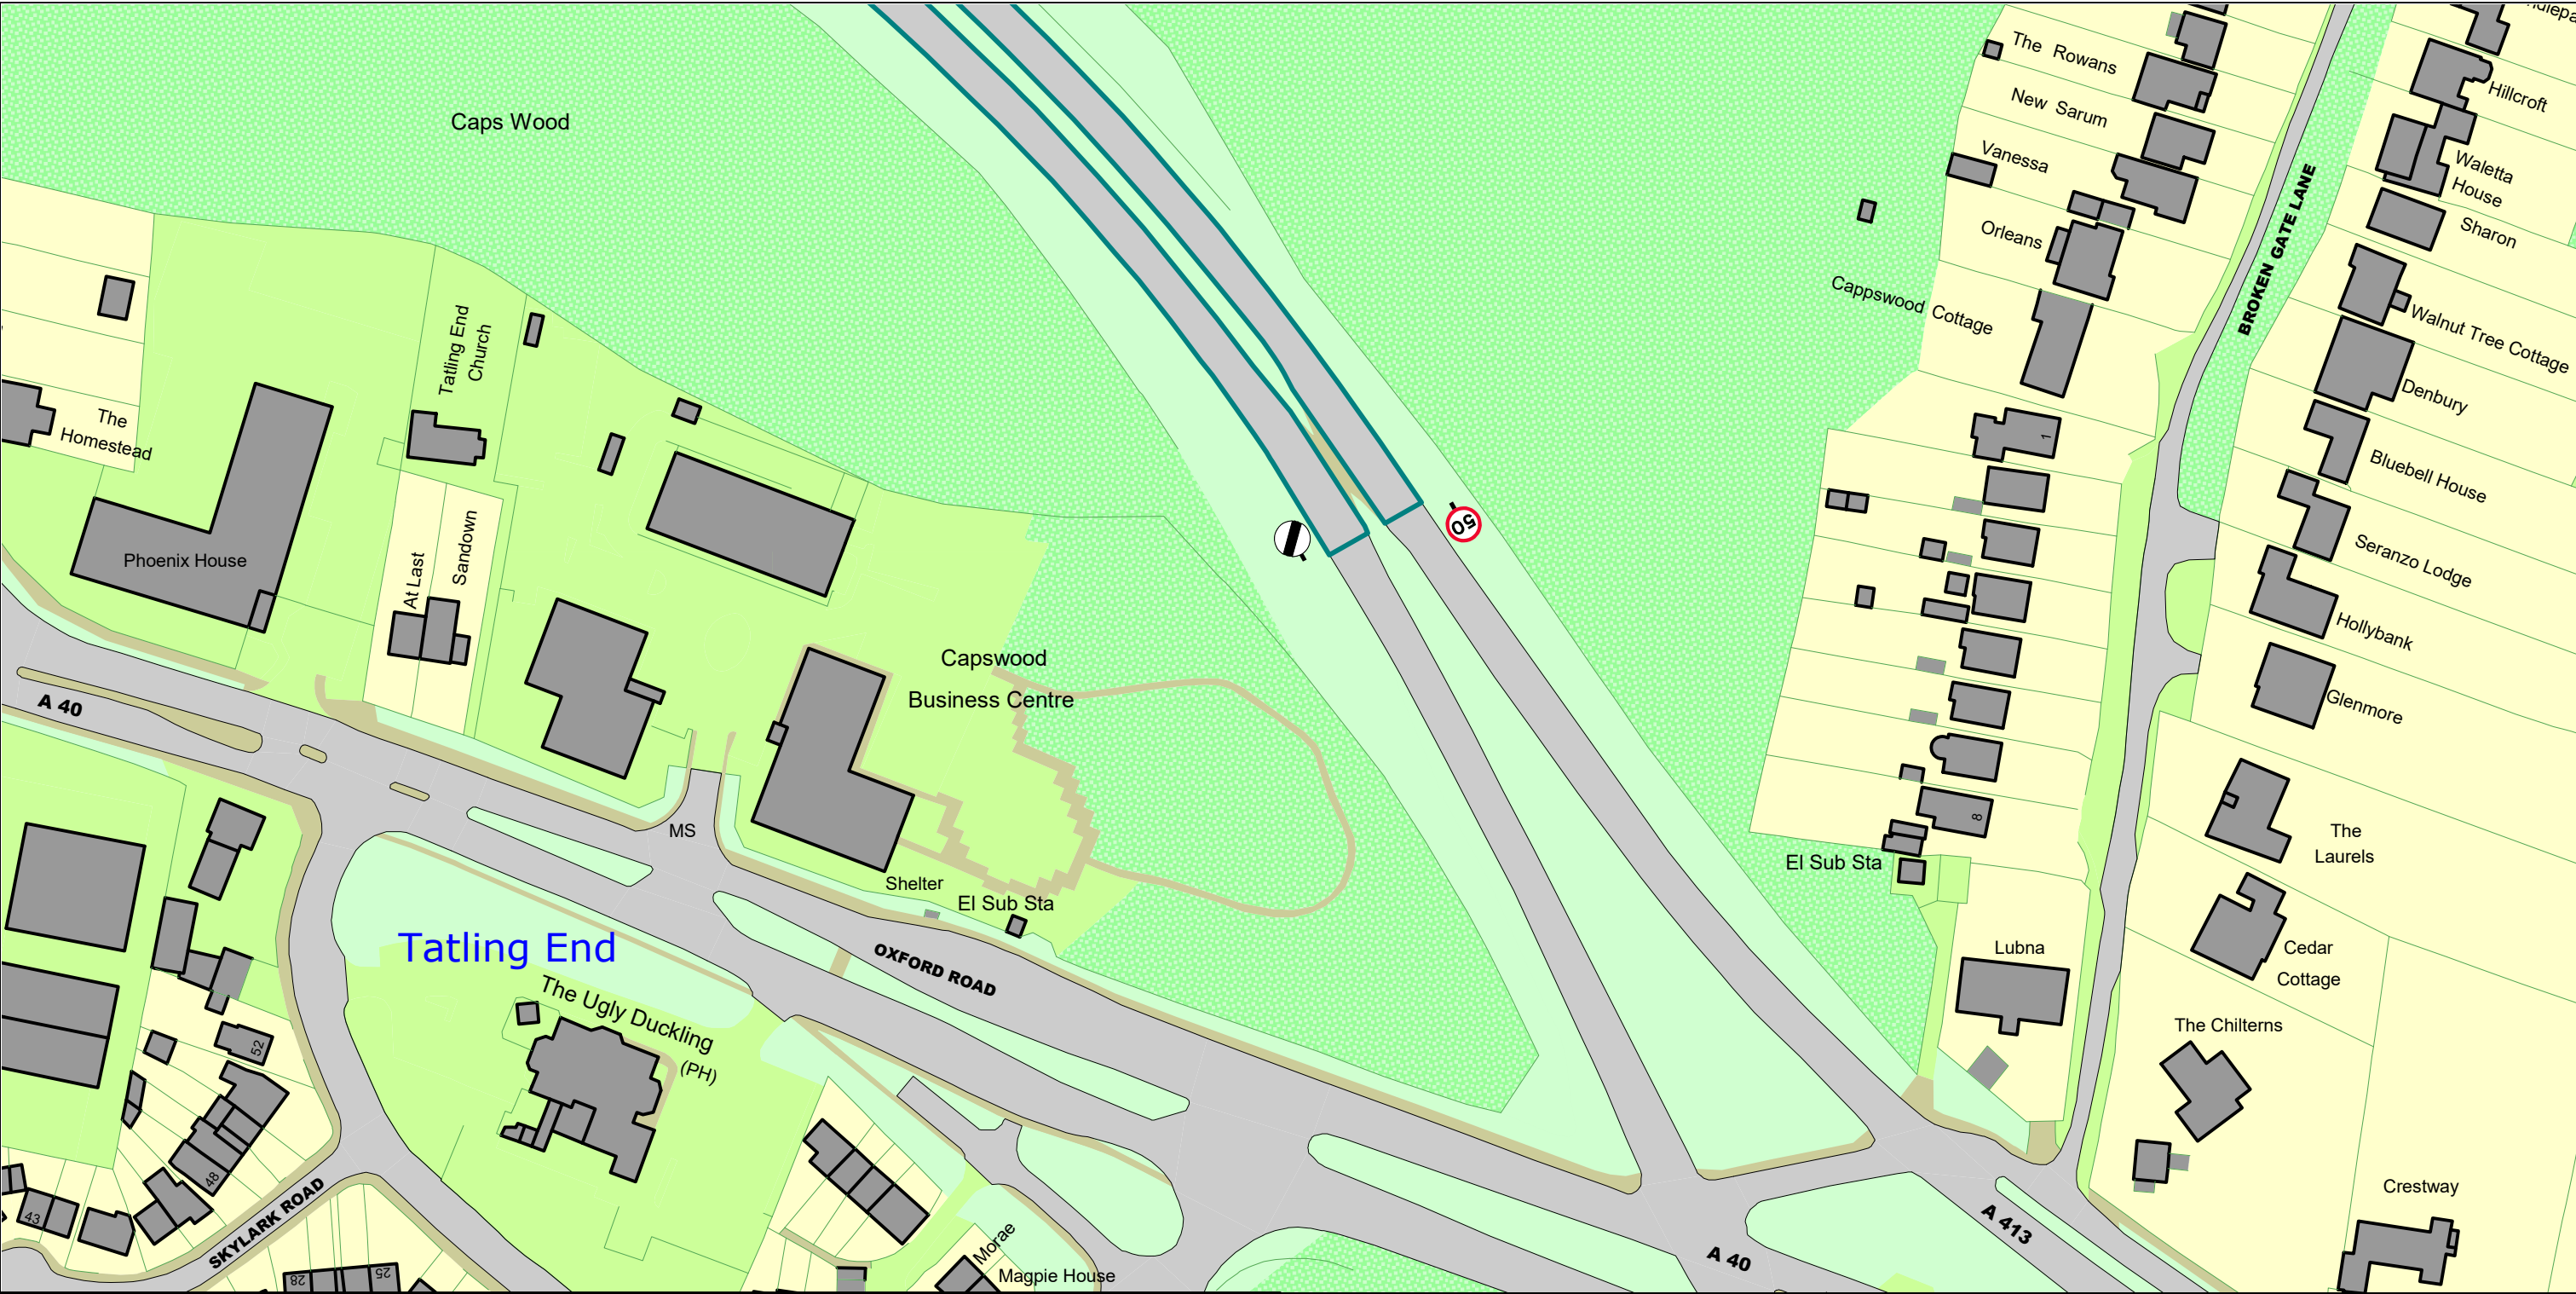 Caps Wood
The Rowans
New Sarum
Vanessa
Orleans
Cappswood Cottage
BROKEN GATE LANE
Hillcroft
Waletta
House
Sharon
Walnut Tree Cottage
Denbury
Bluebell House
Seranzo Lodge
Hollybank
Glenmore
The
Laurels
Cedar
Cottage
The Chilterns
Crestway
1
8
El Sub Sta
Lubna
50
Tatling End
Church
The
Homestead
Phoenix House
At Last
Sandown
Capswood
Business Centre
A 40
MS
Shelter
El Sub Sta
OXFORD ROAD
Tatling End
The Ugly Duckling
(PH)
52
48
43
SKYLARK ROAD
28
25
Morae
Magpie House
A 40
A 413